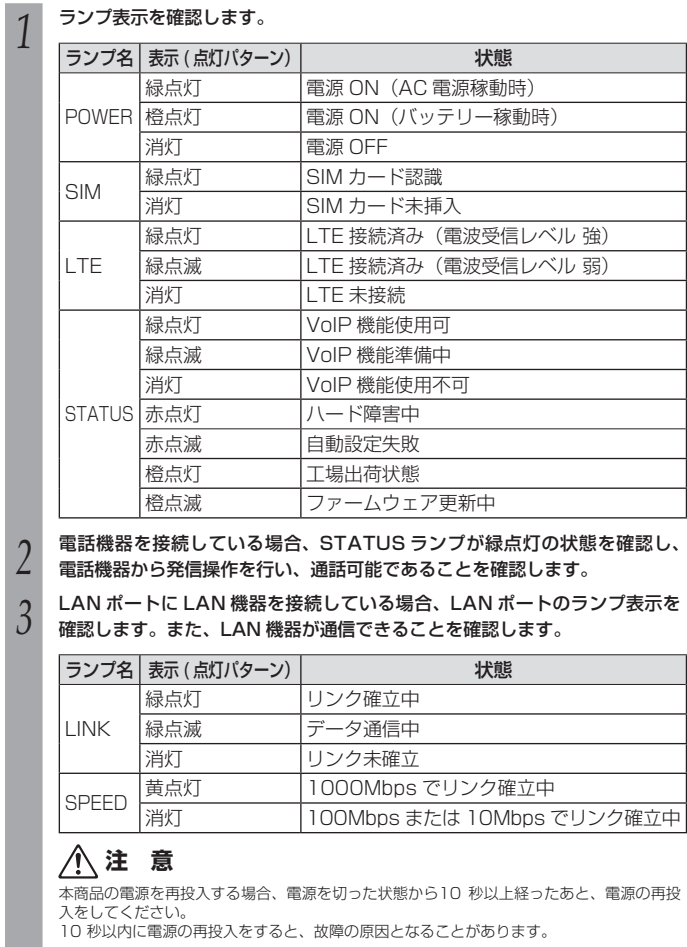 1
ランプ表示を確認します。
ランプ名 表示(点灯パターン) 状態
POWER 緑点灯 電源 ON（AC 電源稼動時）
橙点灯 電源 ON（バッテリー稼動時）
消灯 電源 OFF
SIM 緑点灯 SIM カード認識
消灯 SIM カード未挿入
LTE 緑点灯 LTE 接続済み（電波受信レベル 強）
緑点滅 LTE 接続済み（電波受信レベル 弱）
消灯 LTE 未接続
STATUS 緑点灯 VoIP 機能使用可
緑点滅 VoIP 機能準備中
消灯 VoIP 機能使用不可
赤点灯 ハード障害中
赤点滅 自動設定失敗
橙点灯 工場出荷状態
橙点滅 ファームウェア更新中
2
電話機器を接続している場合、STATUS ランプが緑点灯の状態を確認し、
電話機器から発信操作を行い、通話可能であることを確認します。
3
LAN ポートに LAN 機器を接続している場合、LAN ポートのランプ表示を
確認します。また、LAN 機器が通信できることを確認します。
ランプ名 表示(点灯パターン) 状態
LINK 緑点灯 リンク確立中
緑点滅 データ通信中
消灯 リンク未確立
SPEED 黄点灯 1000Mbps でリンク確立中
消灯 100Mbps または 10Mbps でリンク確立中
注 意
本商品の電源を再投入する場合、電源を切った状態から10 秒以上経ったあと、電源の再投
入をしてください。
10 秒以内に電源の再投入をすると、故障の原因となることがあります。